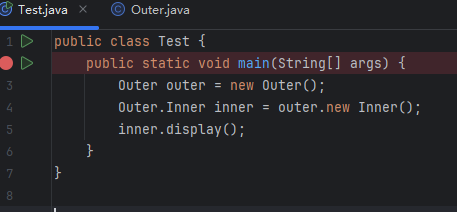 Test.java × Outer.java
1 public class Test {
public static void main(String[] args) {
3 Outer outer = new Outer();
4 Outer.Inner inner = outer.new Inner();
5 inner.display();
6 }
7 }
8